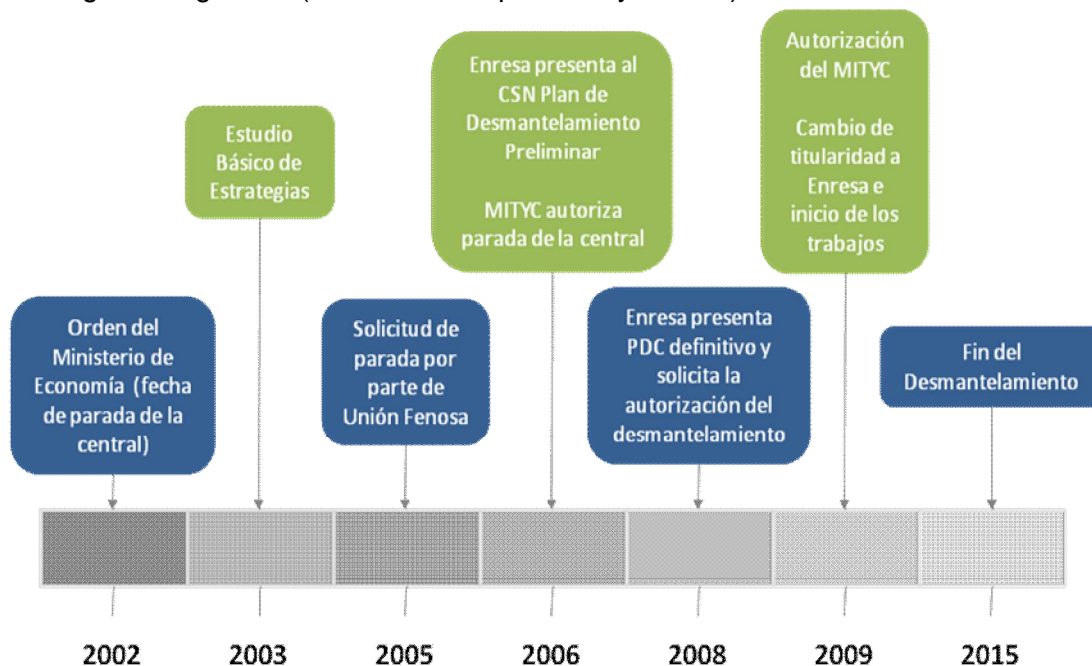 Estudio
Básico de
Estrategias
Enresa presenta al
CSN Plan de
Desmantelamiento
Preliminar
MITYC autoriza
parada de la central
Autorización
del MITYC
Cambio de
titularidad a
Enresa e
inicio de los
trabajos
Orden del
Ministerio de
Economía (fecha
de parada de la
central)
Solicitud de
parada por
parte de
Unión Fenosa
Enresa presenta
PDC definitivo y
solicita la
autorización del
desmantelamiento
Fin del
Desmantelamiento
2002
2003
2005
2006
2008
2009
2015